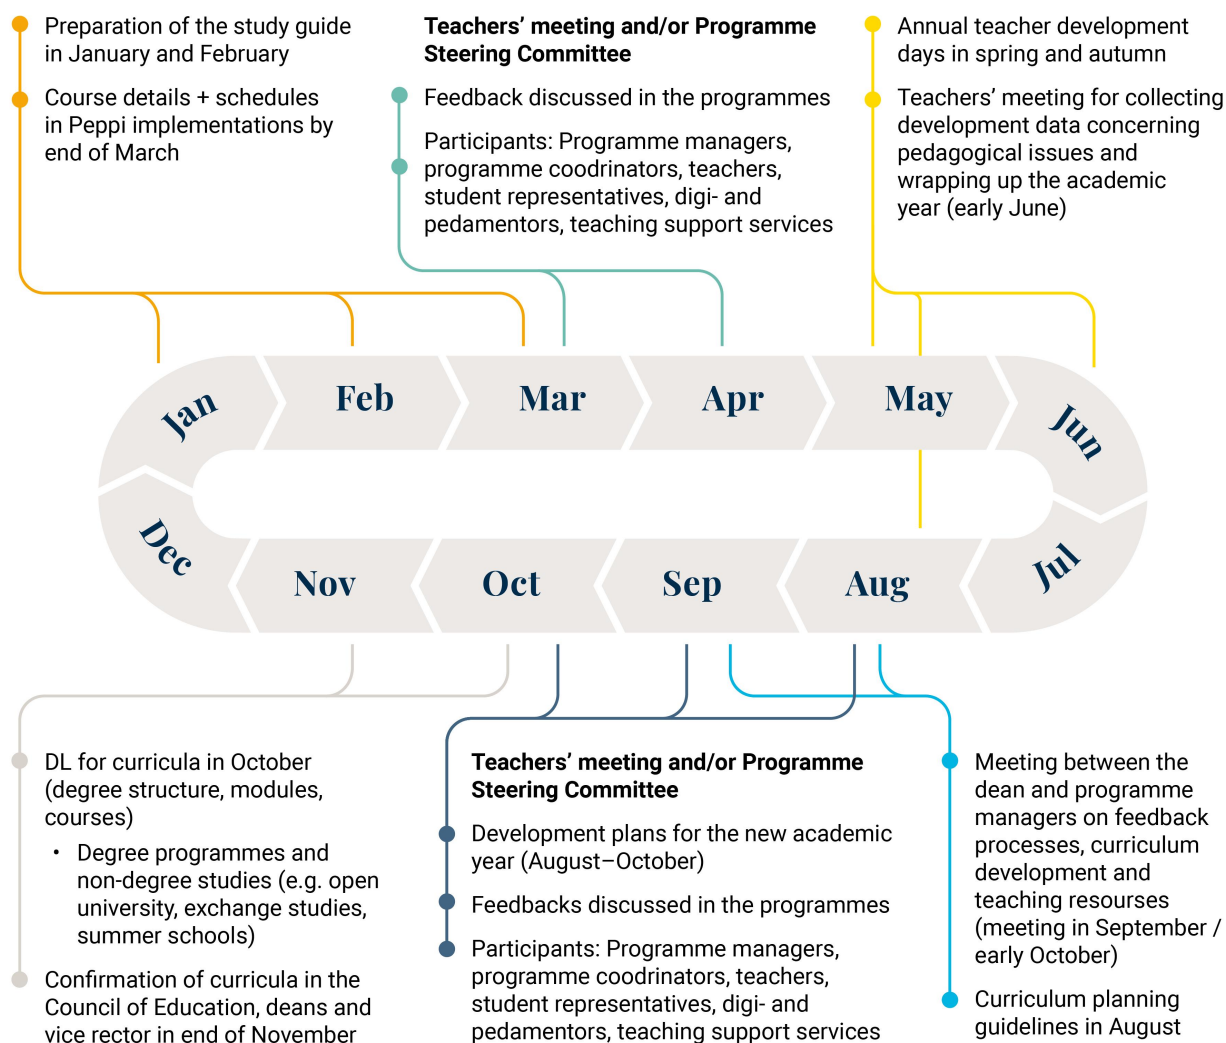 Preparation of the study guide
in January and February
Course details + schedules
in Peppi implementations by
end of March
Teachers’ meeting and/or Programme
Steering Committee
Feedback discussed in the programmes
Participants: Programme managers,
programme coodrinators, teachers,
student representatives, digi- and
pedamentors, teaching support services
Annual teacher development
days in spring and autumn
Teachers’ meeting for collecting
development data concerning
pedagogical issues and
wrapping up the academic
year (early June)
Jan
Feb
Mar
Apr
May
Jun
Jul
Aug
Sep
Oct
Nov
Dec
DL for curricula in October
(degree structure, modules,
courses)
• Degree programmes and
non-degree studies (e.g. open
university, exchange studies,
summer schools)
Confirmation of curricula in the
Council of Education, deans and
vice rector in end of November
Teachers’ meeting and/or Programme
Steering Committee
Development plans for the new academic
year (August–October)
Feedbacks discussed in the programmes
Participants: Programme managers,
programme coodrinators, teachers,
student representatives, digi- and
pedamentors, teaching support services
Meeting between the
dean and programme
managers on feedback
processes, curriculum
development and
teaching resourses
(meeting in September /
early October)
Curriculum planning
guidelines in August